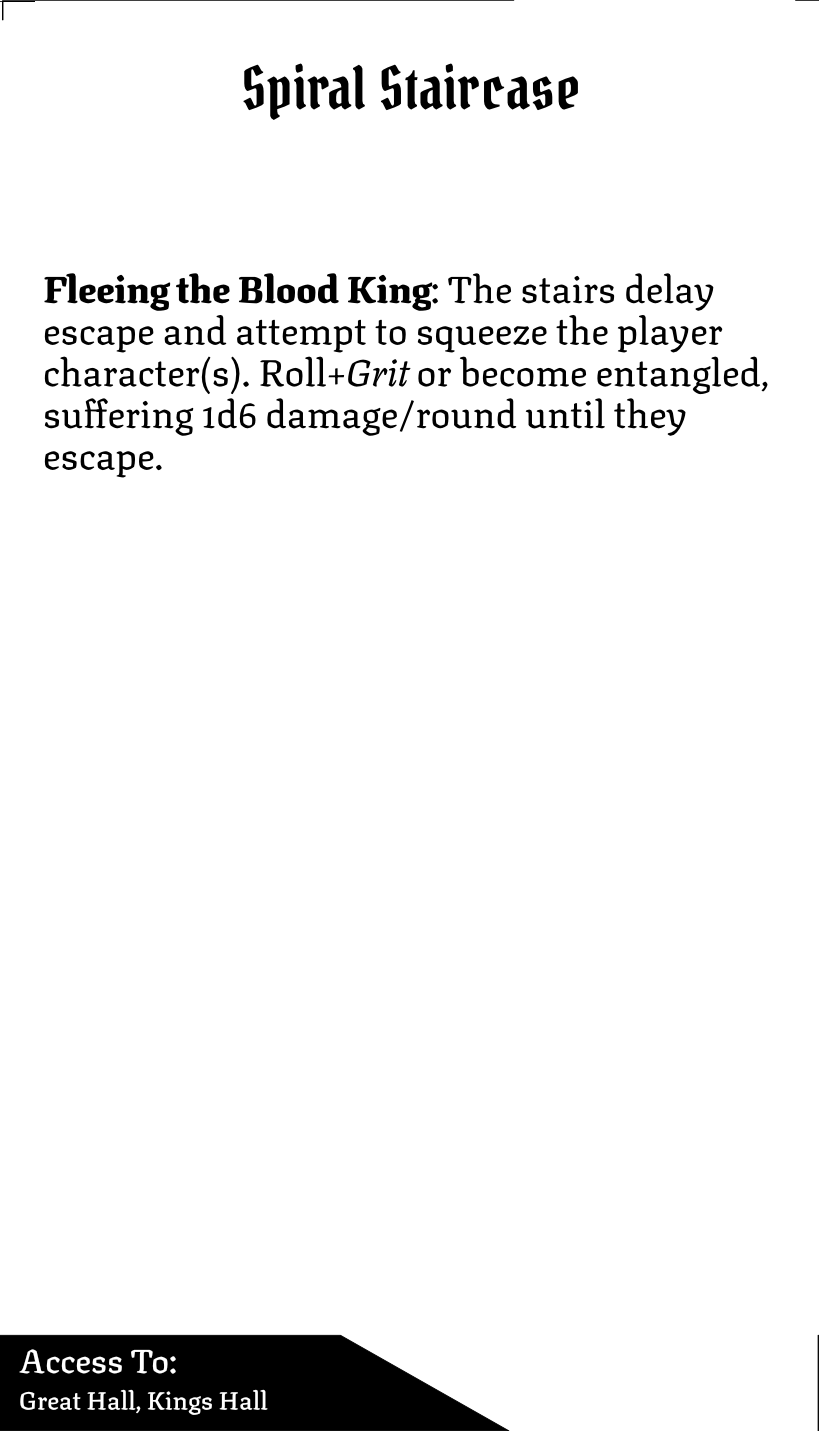 Spiral Staircase
Fleeing the Blood King: The stairs delay
escape and attempt to squeeze the player
character(s). Roll+Grit or become entangled,
suffering 1d6 damage/round until they
escape.
Access To:
Great Hall, Kings Hall